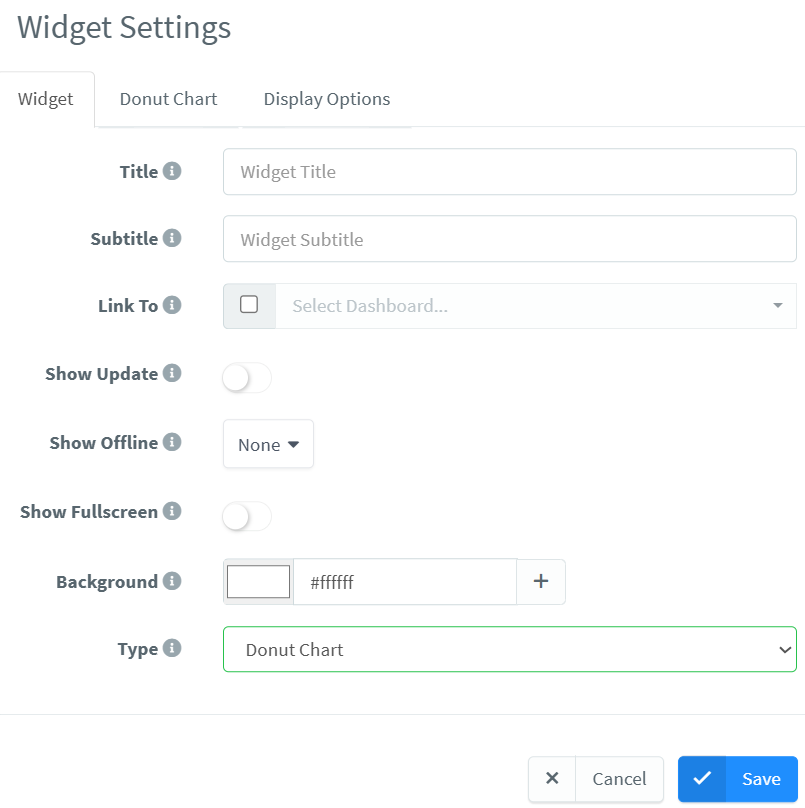 Widget Settings
Widget Donut Chart Display Options
Title Widget Title
Subtitle Widget Subtitle
Link To Select Dashboard...
Show Update
Show Offline None
Show Fullscreen
Background #ffffff +
Type Donut Chart
Cancel Save